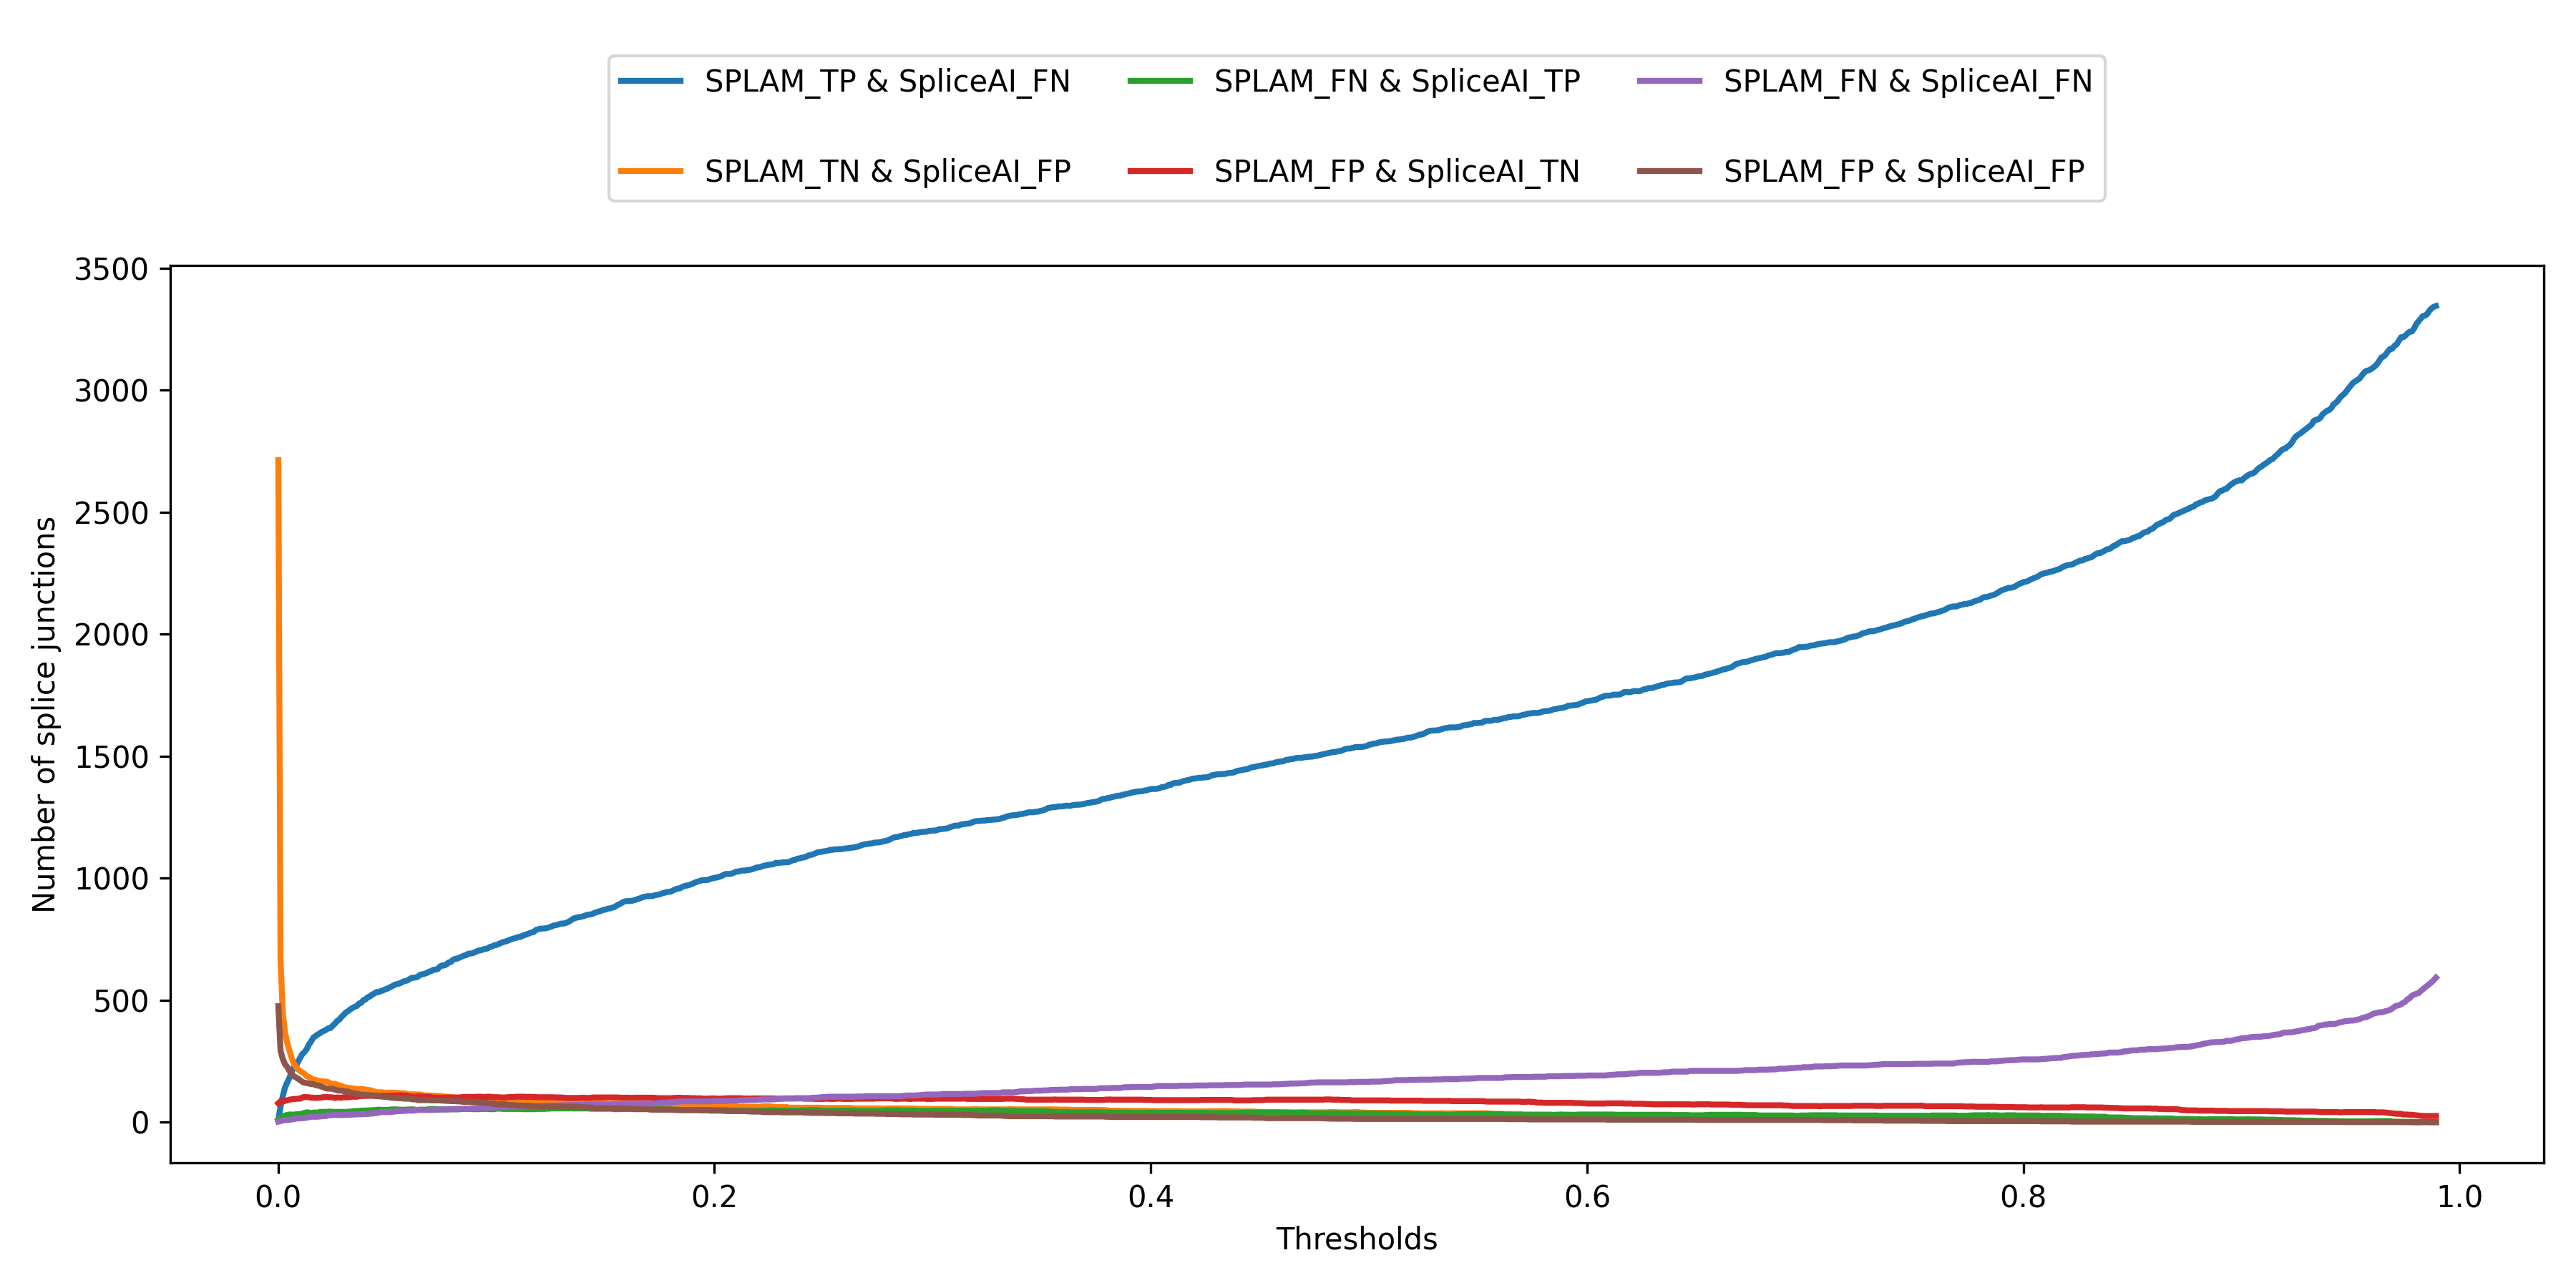 SPLAM_TP & SpliceAI_FN
SPLAM_FN & SpliceAI_TP
SPLAM_FN & SpliceAI_FN
SPLAM_TN & SpliceAI_FP
SPLAM_FP & SpliceAI_TN
SPLAM_FP & SpliceAI_FP
3500
3000
2500
2000
1500
1000
500
0
Number of splice junctions
0.0
0.2
0.4
0.6
0.8
1.0
Thresholds